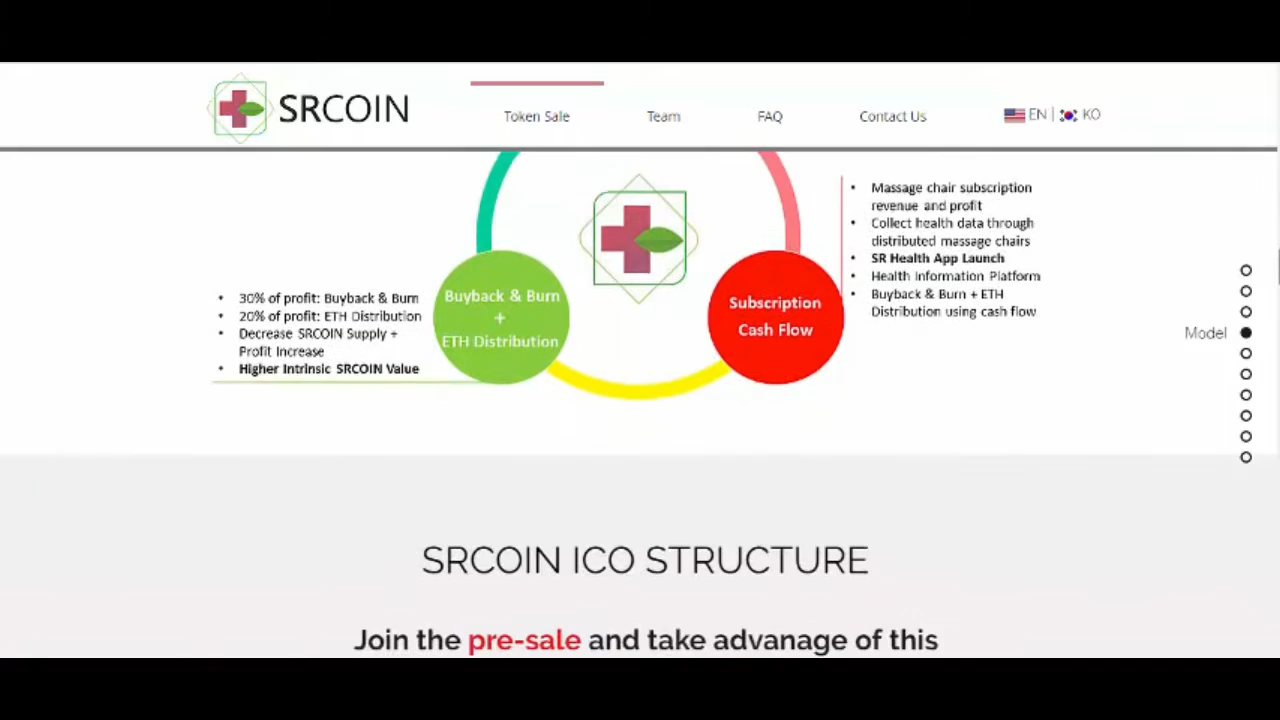 SRCOIN
Token Sale
Team
FAQ
Contact Us
EN | KO
30% of profit: Buyback & Burn
20% of profit: ETH Distribution
Decrease SRCOIN Supply +
Profit Increase
Higher Intrinsic SRCOIN Value
Buyback & Burn
+
ETH Distribution
Subscription
Cash Flow
Massage chair subscription
revenue and profit
Collect health data through
distributed massage chairs
SR Health App Launch
Health Information Platform
Buyback & Burn + ETH
Distribution using cash flow
Model
SRCOIN ICO STRUCTURE
Join the pre-sale and take advanage of this